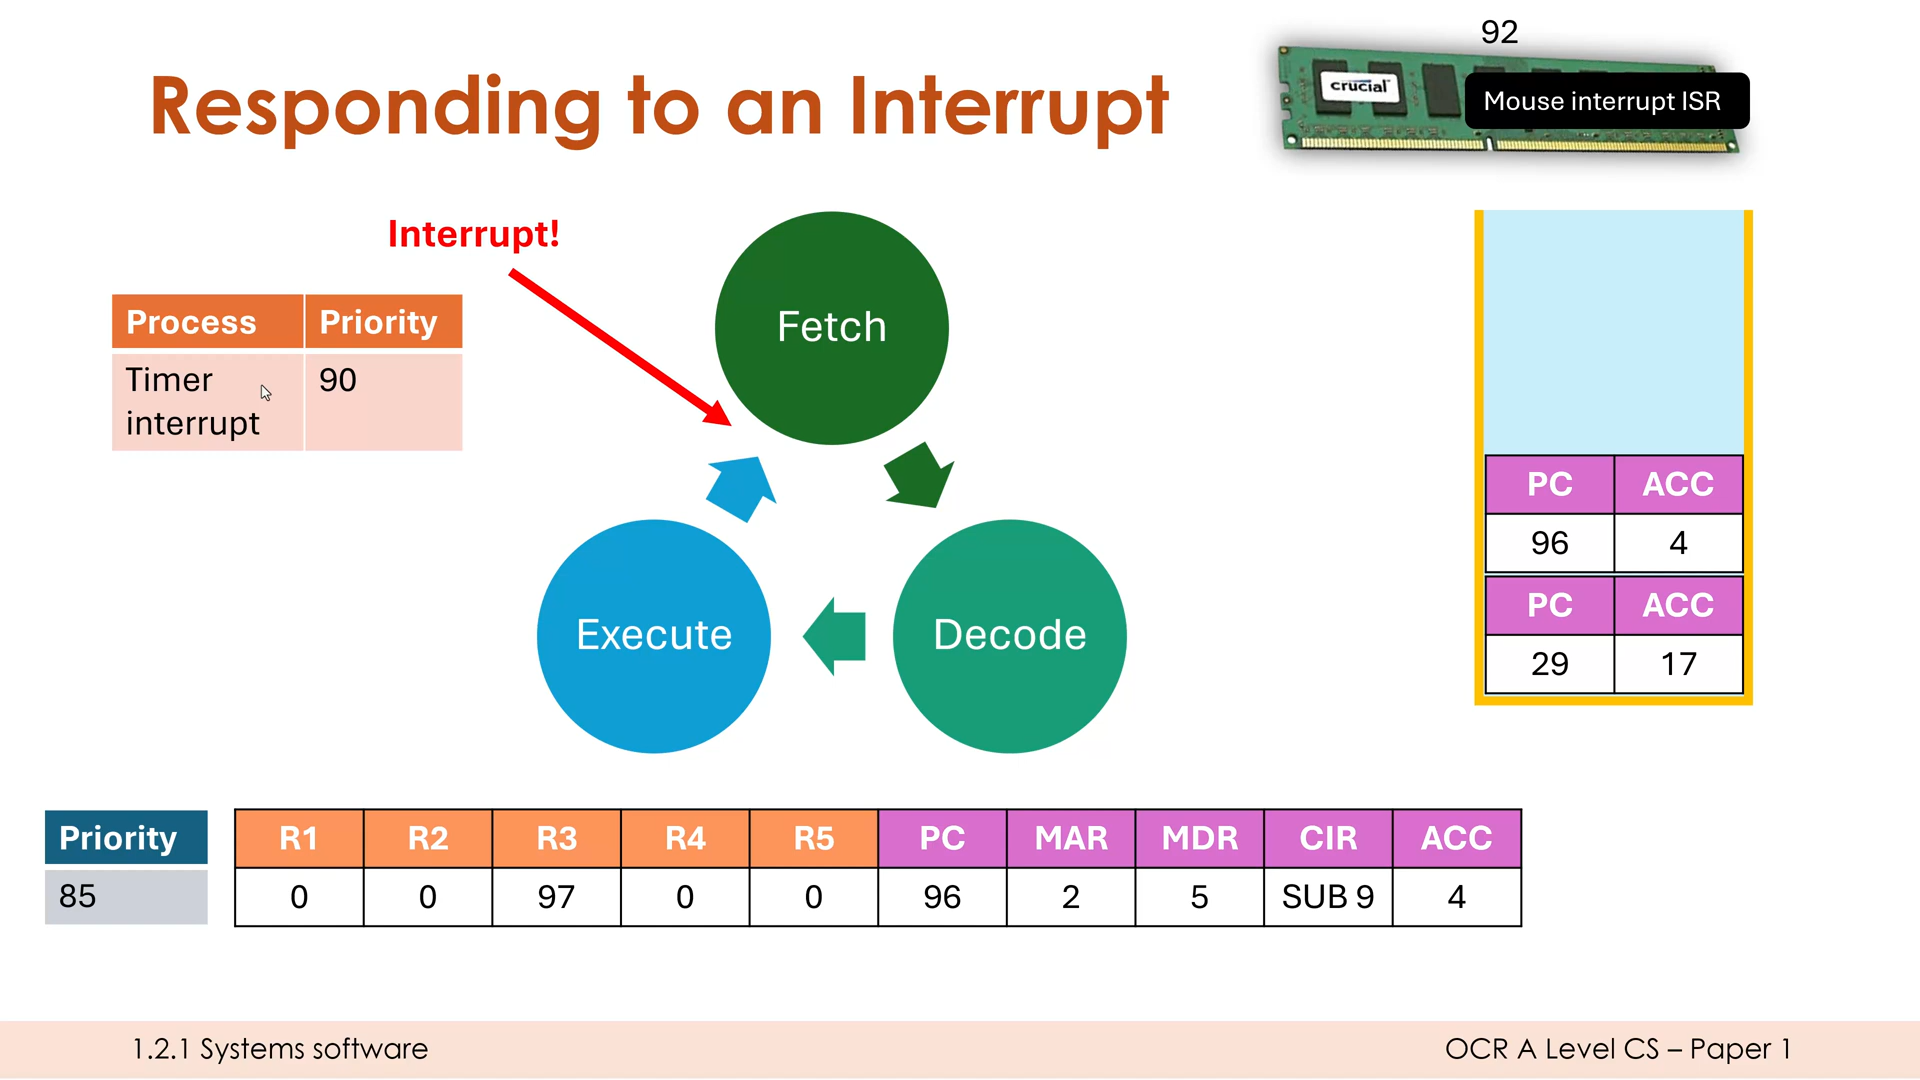 92
Responding to an Interrupt
crucial
Mouse interrupt ISR
Interrupt!
Process Priority
Timer interrupt 90
Fetch
Execute
Decode
PC ACC
96 4
PC ACC
29 17
Priority
85
R1 R2 R3 R4 R5 PC MAR MDR CIR ACC
0 0 97 0 0 96 2 5 SUB 9 4
1.2.1 Systems software
OCR A Level CS – Paper 1